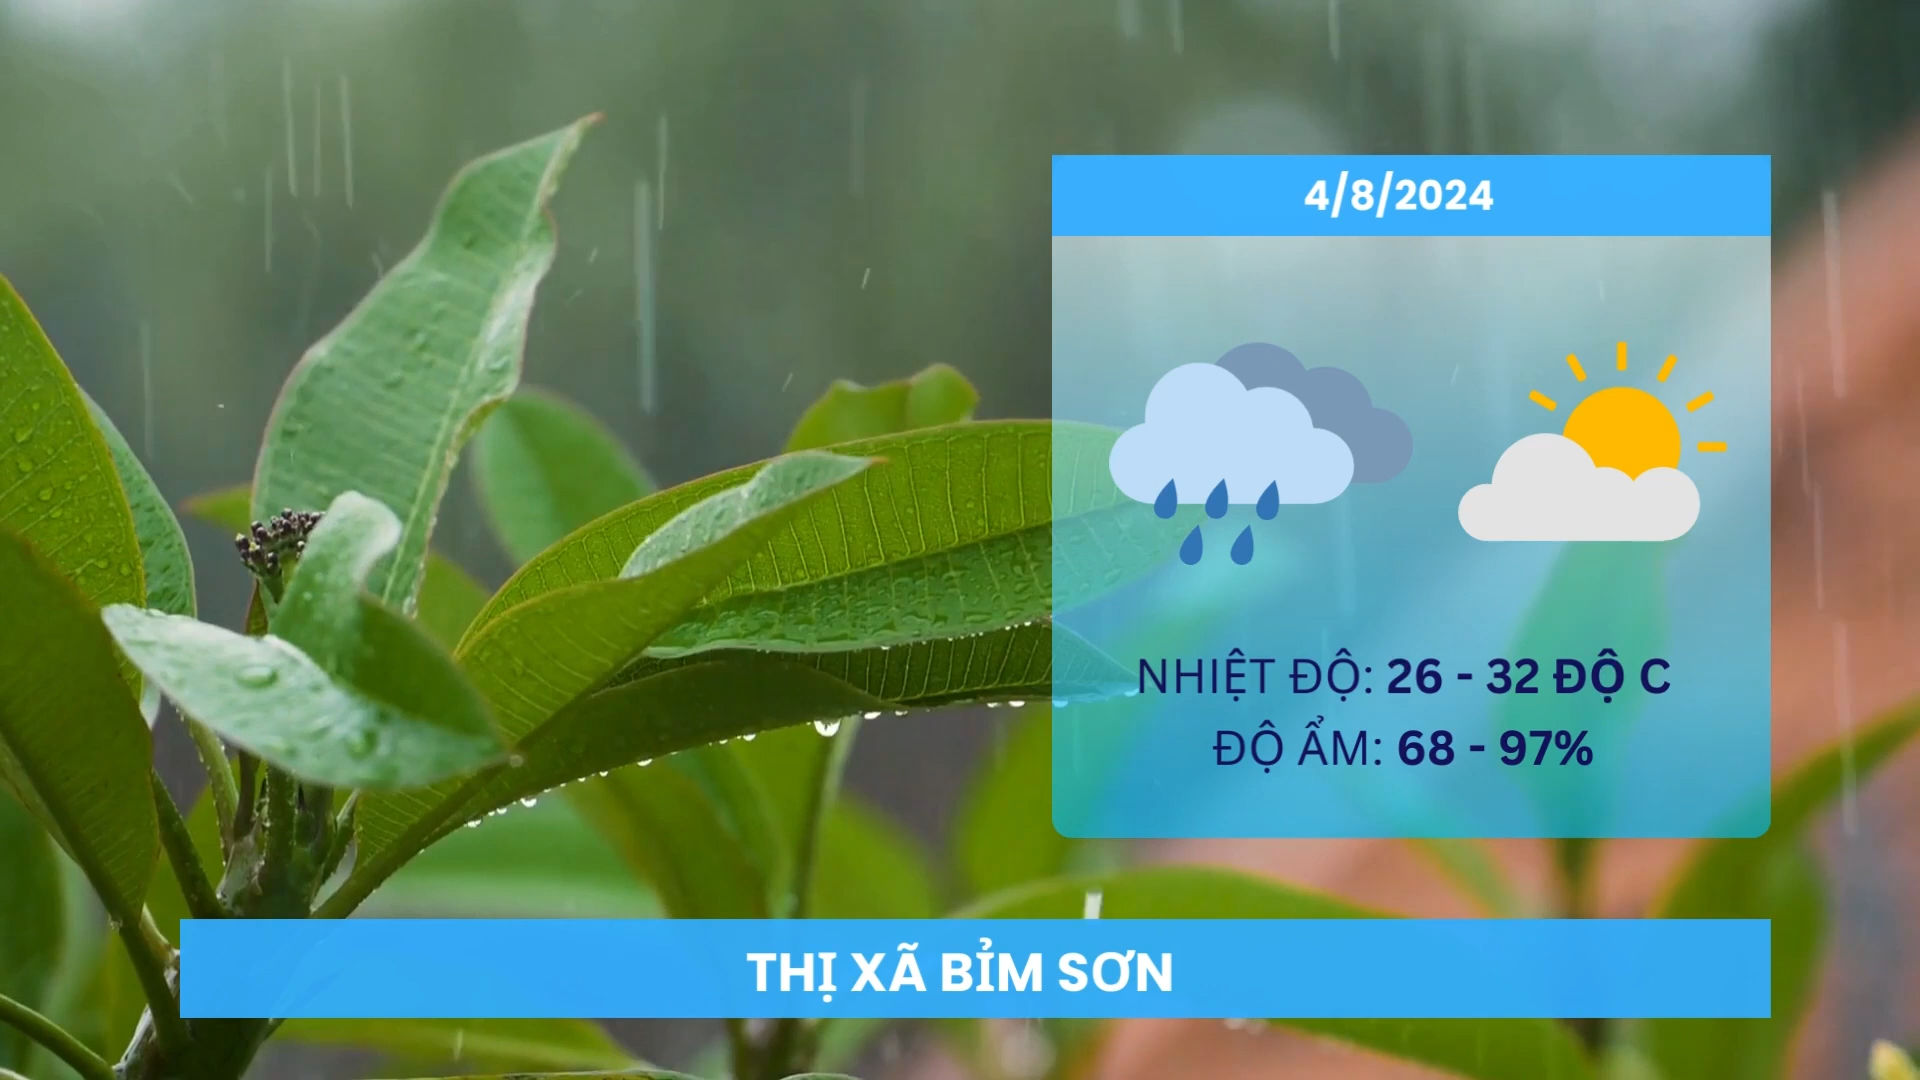 4/8/2024
NHIỆT ĐỘ: 26 - 32 ĐỘ C
ĐỘ ẨM: 68 - 97%
THỊ XÃ BỈM SƠN